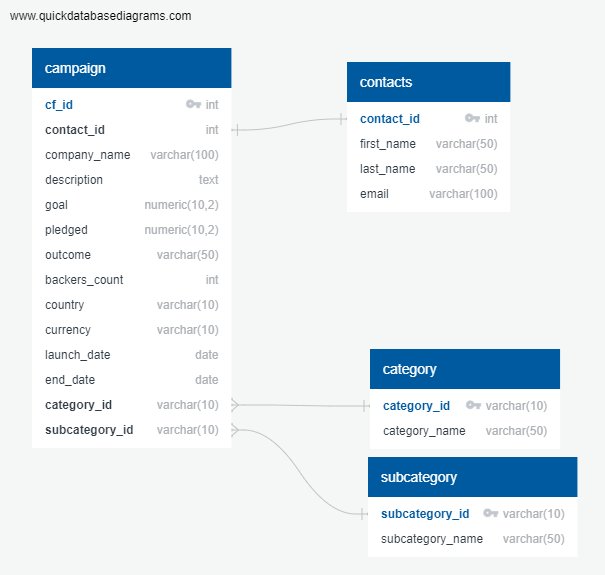 www.quickdatabasediagrams.com
campaign
cf_id int
contact_id int
company_name varchar(100)
description text
goal numeric(10,2)
pledged numeric(10,2)
outcome varchar(50)
backers_count int
country varchar(10)
currency varchar(10)
launch_date date
end_date date
category_id varchar(10)
subcategory_id varchar(10)
contacts
contact_id int
first_name varchar(50)
last_name varchar(50)
email varchar(100)
category
category_id varchar(10)
category_name varchar(50)
subcategory
subcategory_id varchar(10)
subcategory_name varchar(50)